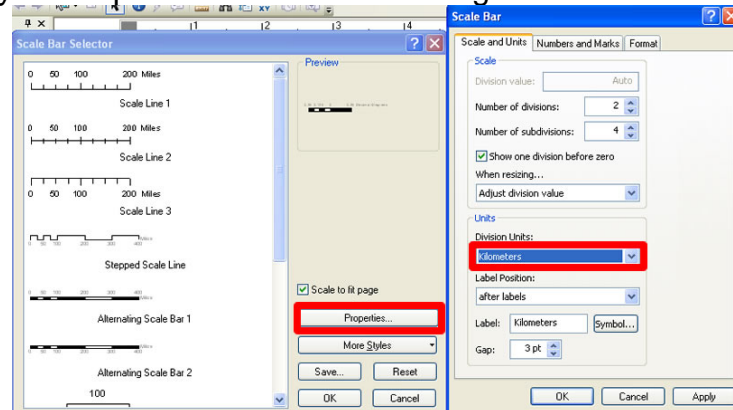 1 2 3 4
Scale Bar Selector
0 50 100 200 Miles
Scale Line 1
0 50 100 200 Miles
Scale Line 2
0 50 100 200 Miles
Scale Line 3
Stepped Scale Line
Alternating Scale Bar 1
Alternating Scale Bar 2
100
Preview
Scale to fit page
Properties...
More Styles
Save... Reset
OK Cancel
Scale Bar
Scale and Units Numbers and Marks Format
Scale
Division value: Auto
Number of divisions: 2
Number of subdivisions: 4
Show one division before zero
When resizing...
Adjust division value
Units
Division Units:
Kilometers
Label Position:
after labels
Label: Kilometers Symbol...
Gap: 3 pt
OK Cancel Apply